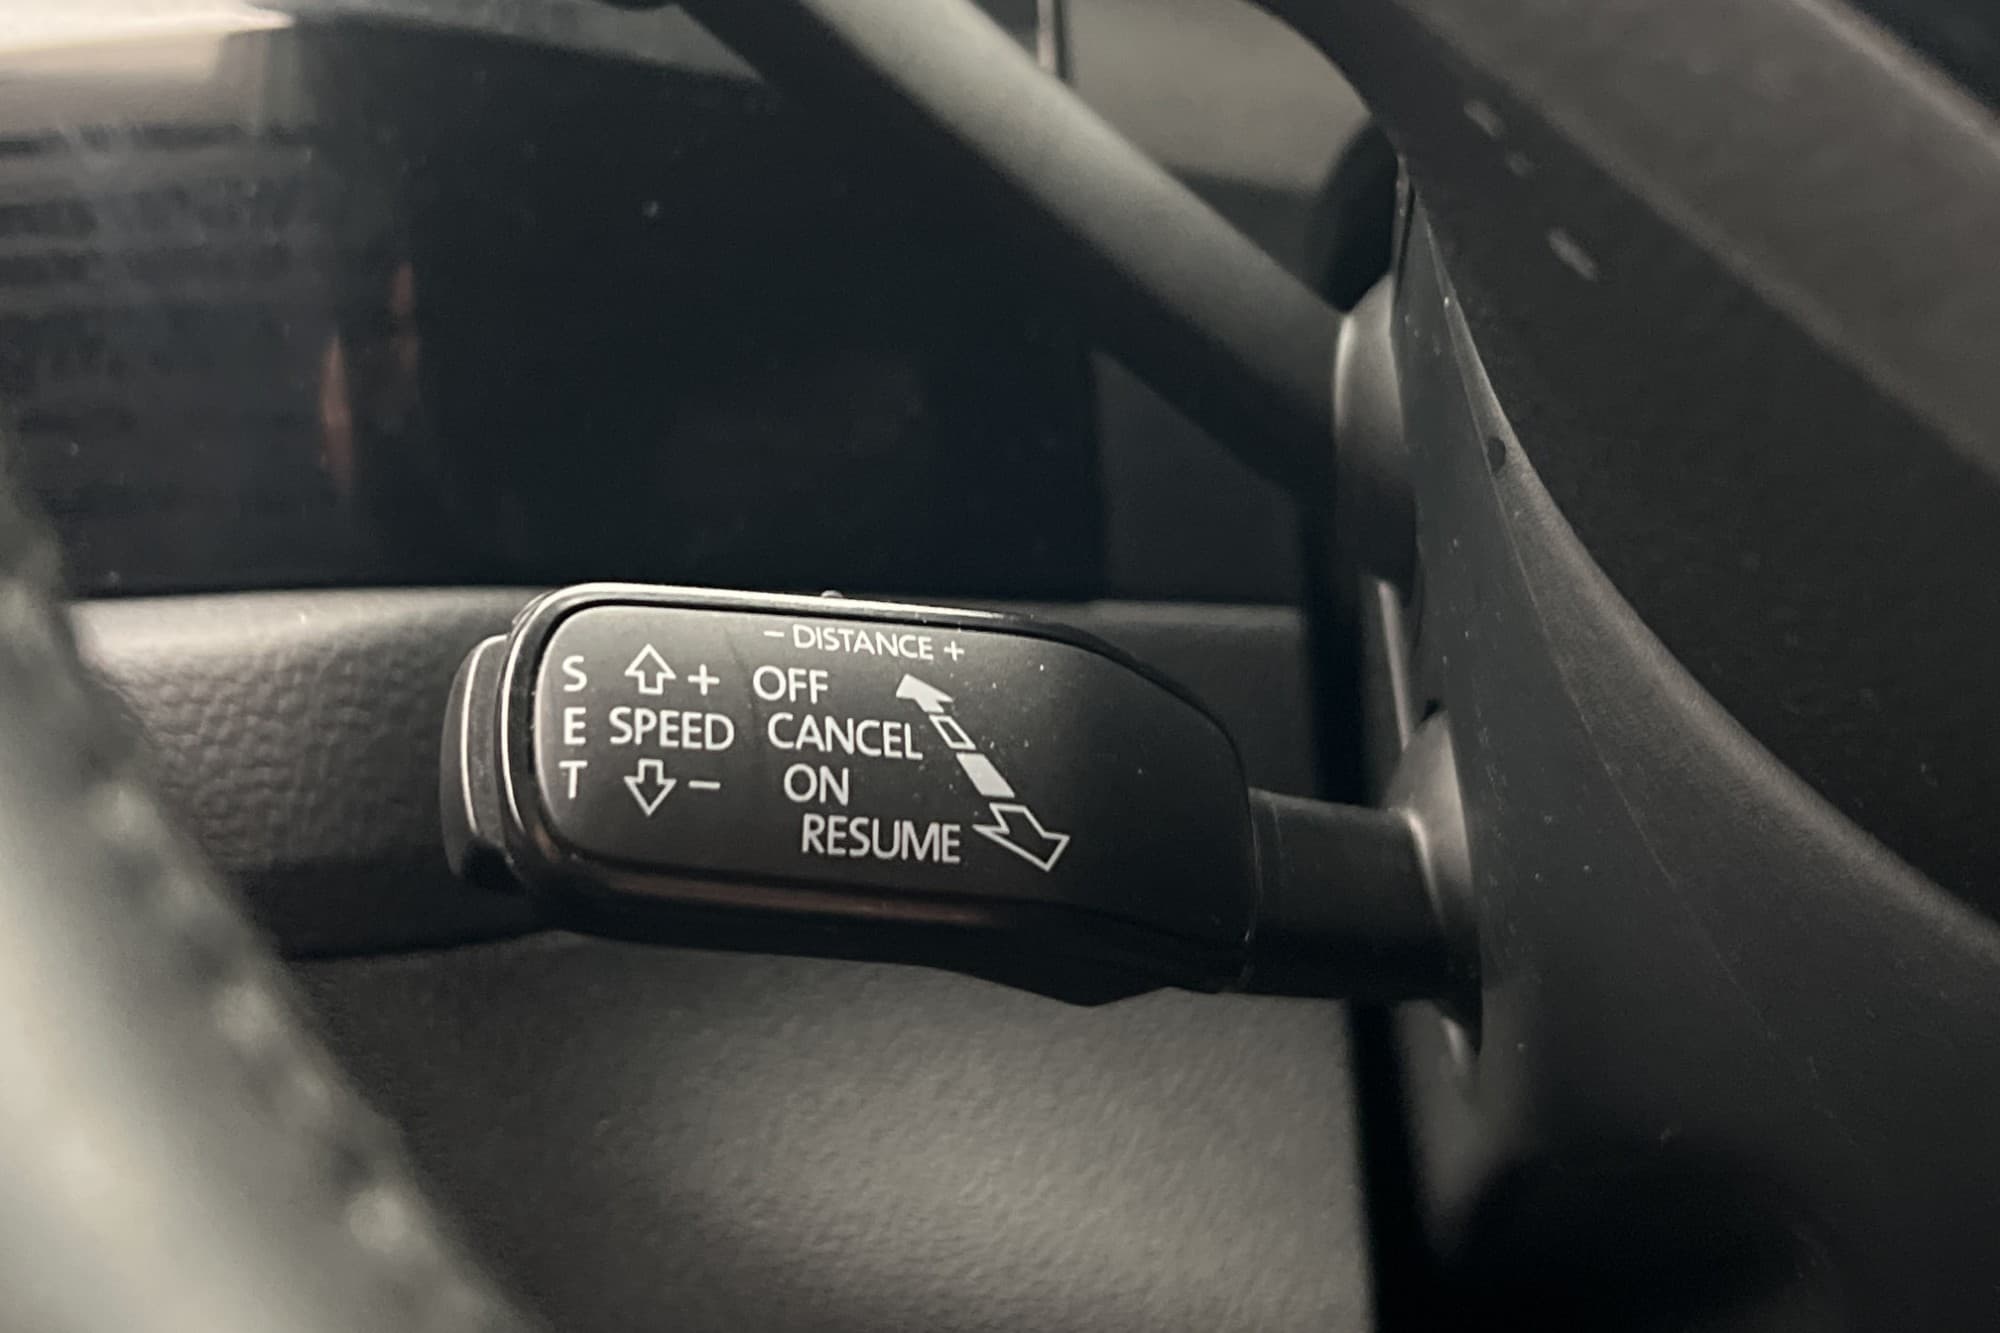 − DISTANCE +
S + OFF
E SPEED CANCEL
T − ON
RESUME